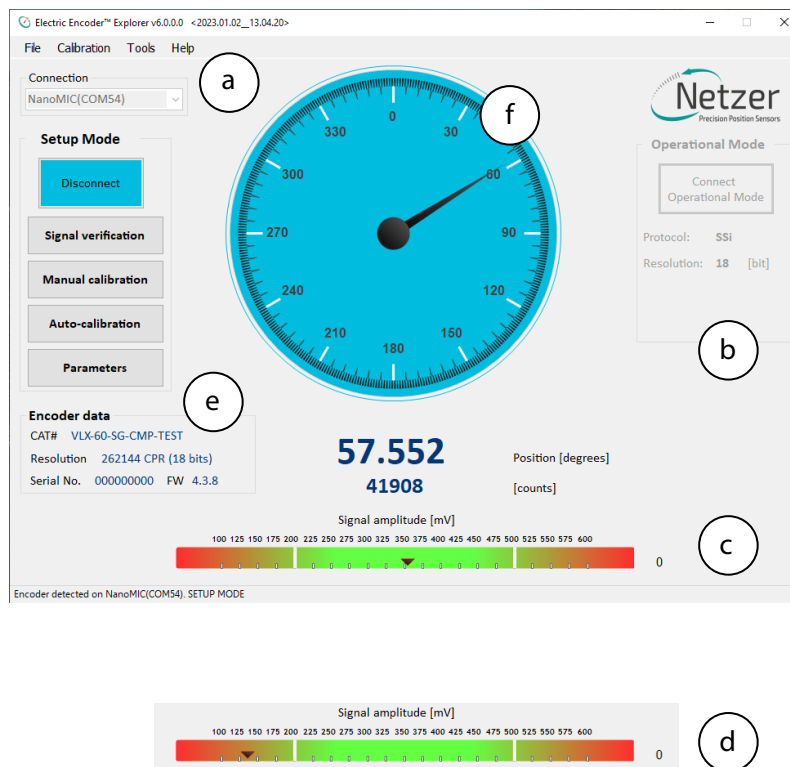 Electric Encoder™ Explorer v6.0.0.0 <2023.01.02__13.04.20>
File Calibration Tools Help
Connection
NanoMIC(COM54)
a
Setup Mode
Disconnect
Signal verification
Manual calibration
Auto-calibration
Parameters
e
Encoder data
CAT# VLX-60-SG-CMP-TEST
Resolution 262144 CPR (18 bits)
Serial No. 000000000 FW 4.3.8
0
30
60
90
120
150
180
210
240
270
300
330
f
57.552 Position [degrees]
41908 [counts]
Netzer
Precision Position Sensors
Operational Mode
Connect
Operational Mode
Protocol: SSi
Resolution: 18 [bit]
b
Signal amplitude [mV]
100 125 150 175 200 225 250 275 300 325 350 375 400 425 450 475 500 525 550 575 600
0
c
Encoder detected on NanoMIC(COM54). SETUP MODE
Signal amplitude [mV]
100 125 150 175 200 225 250 275 300 325 350 375 400 425 450 475 500 525 550 575 600
0
d